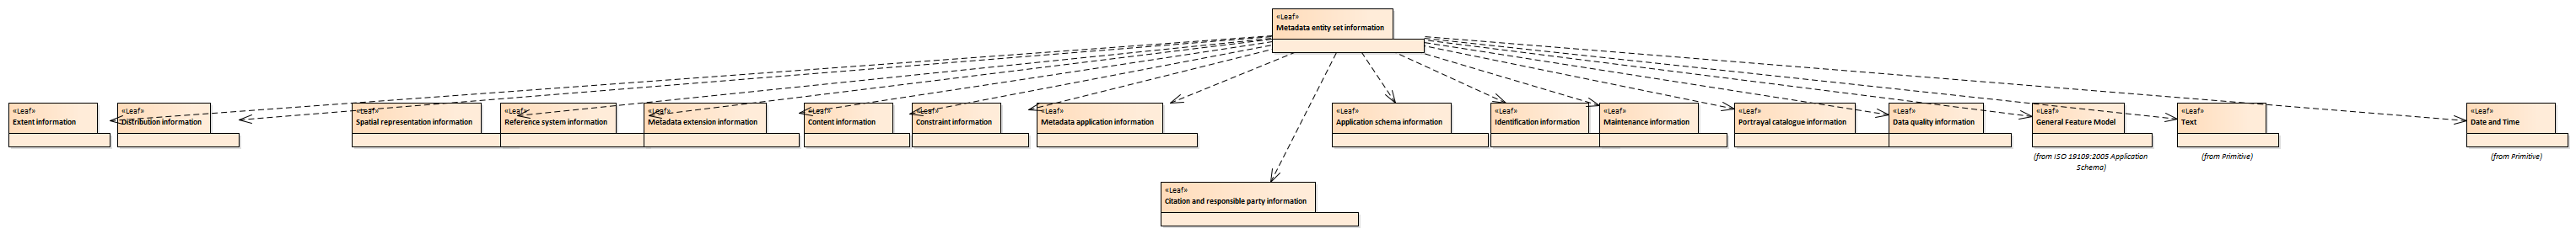 «Leaf»
Metadata entity set information
«Leaf»
Extent information
«Leaf»
Distribution information
«Leaf»
Spatial representation information
«Leaf»
Reference system information
«Leaf»
Metadata extension information
«Leaf»
Content information
«Leaf»
Constraint information
«Leaf»
Metadata application information
«Leaf»
Application schema information
«Leaf»
Identification information
«Leaf»
Maintenance information
«Leaf»
Portrayal catalogue information
«Leaf»
Data quality information
«Leaf»
General Feature Model
(from ISO 19109:2005 Application
Schema)
«Leaf»
Text
(from Primitive)
«Leaf»
Date and Time
(from Primitive)
«Leaf»
Citation and responsible party information